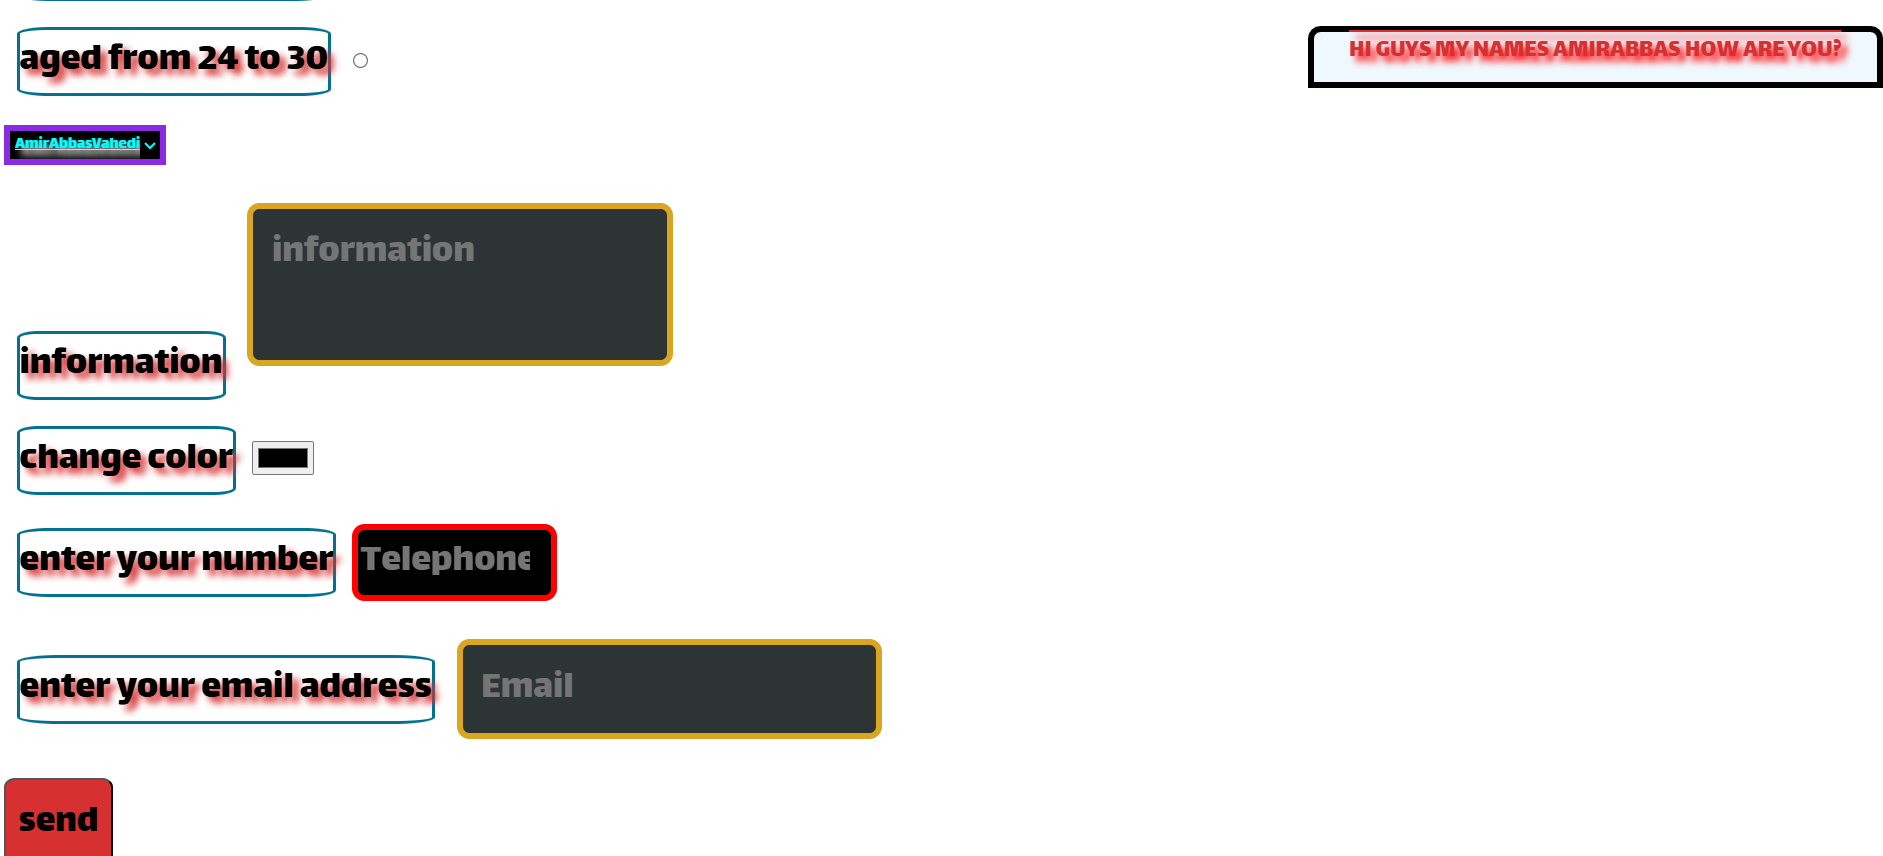 aged from 24 to 30
HI GUYS MY NAMES AMIRABBAS HOW ARE YOU?
AmirAbbasVahedi
information
information
change color
enter your number
Telephone
enter your email address
Email
send